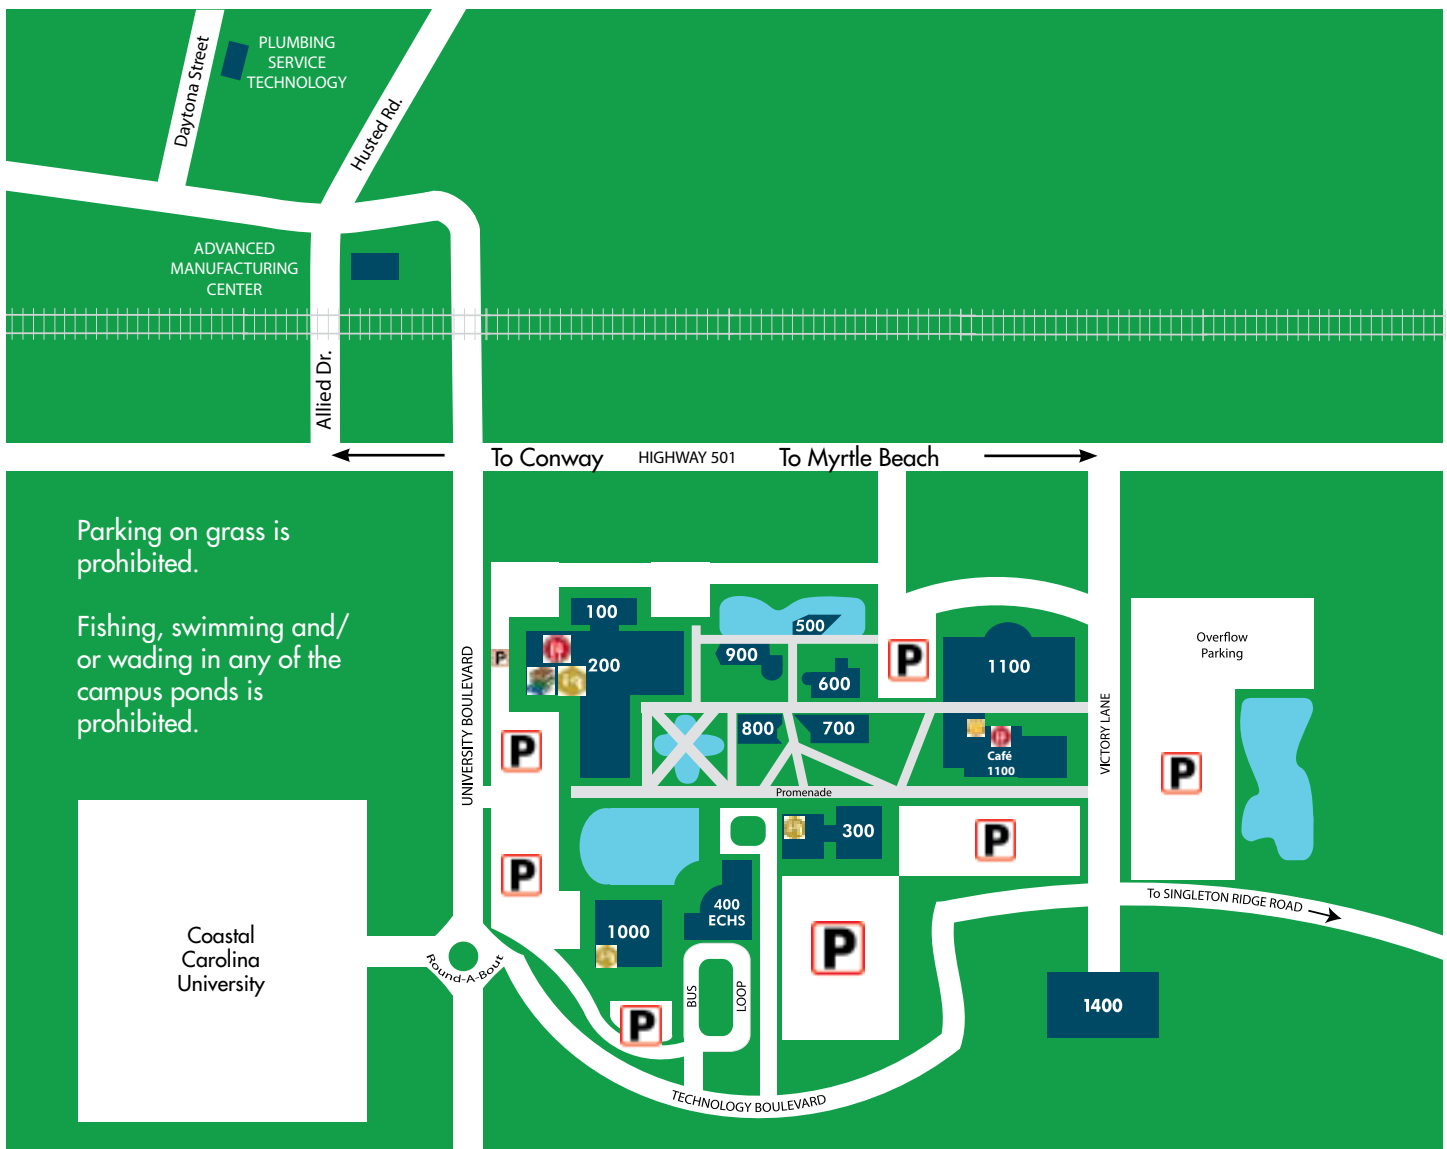 Daytona Street
PLUMBING
SERVICE
TECHNOLOGY
Husted Rd.
ADVANCED
MANUFACTURING
CENTER
Allied Dr.
To Conway
HIGHWAY 501
To Myrtle Beach
Parking on grass is
prohibited.
Fishing, swimming and/
or wading in any of the
campus ponds is
prohibited.
UNIVERSITY BOULEVARD
100
200
P
P
P
500
900
600
P
800
700
1100
Café
1100
Promenade
VICTORY LANE
Overflow
Parking
P
300
P
400
ECHS
1000
P
P
BUS
LOOP
To SINGLETON RIDGE ROAD
1400
Coastal
Carolina
University
Round-A-Bout
TECHNOLOGY BOULEVARD